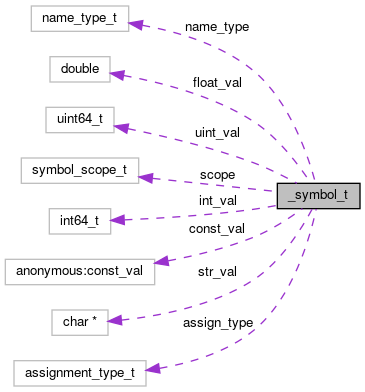 name_type_t
name_type
double
float_val
uint64_t
uint_val
symbol_scope_t
scope
_symbol_t
int64_t
int_val
const_val
anonymous:const_val
str_val
char *
assign_type
assignment_type_t